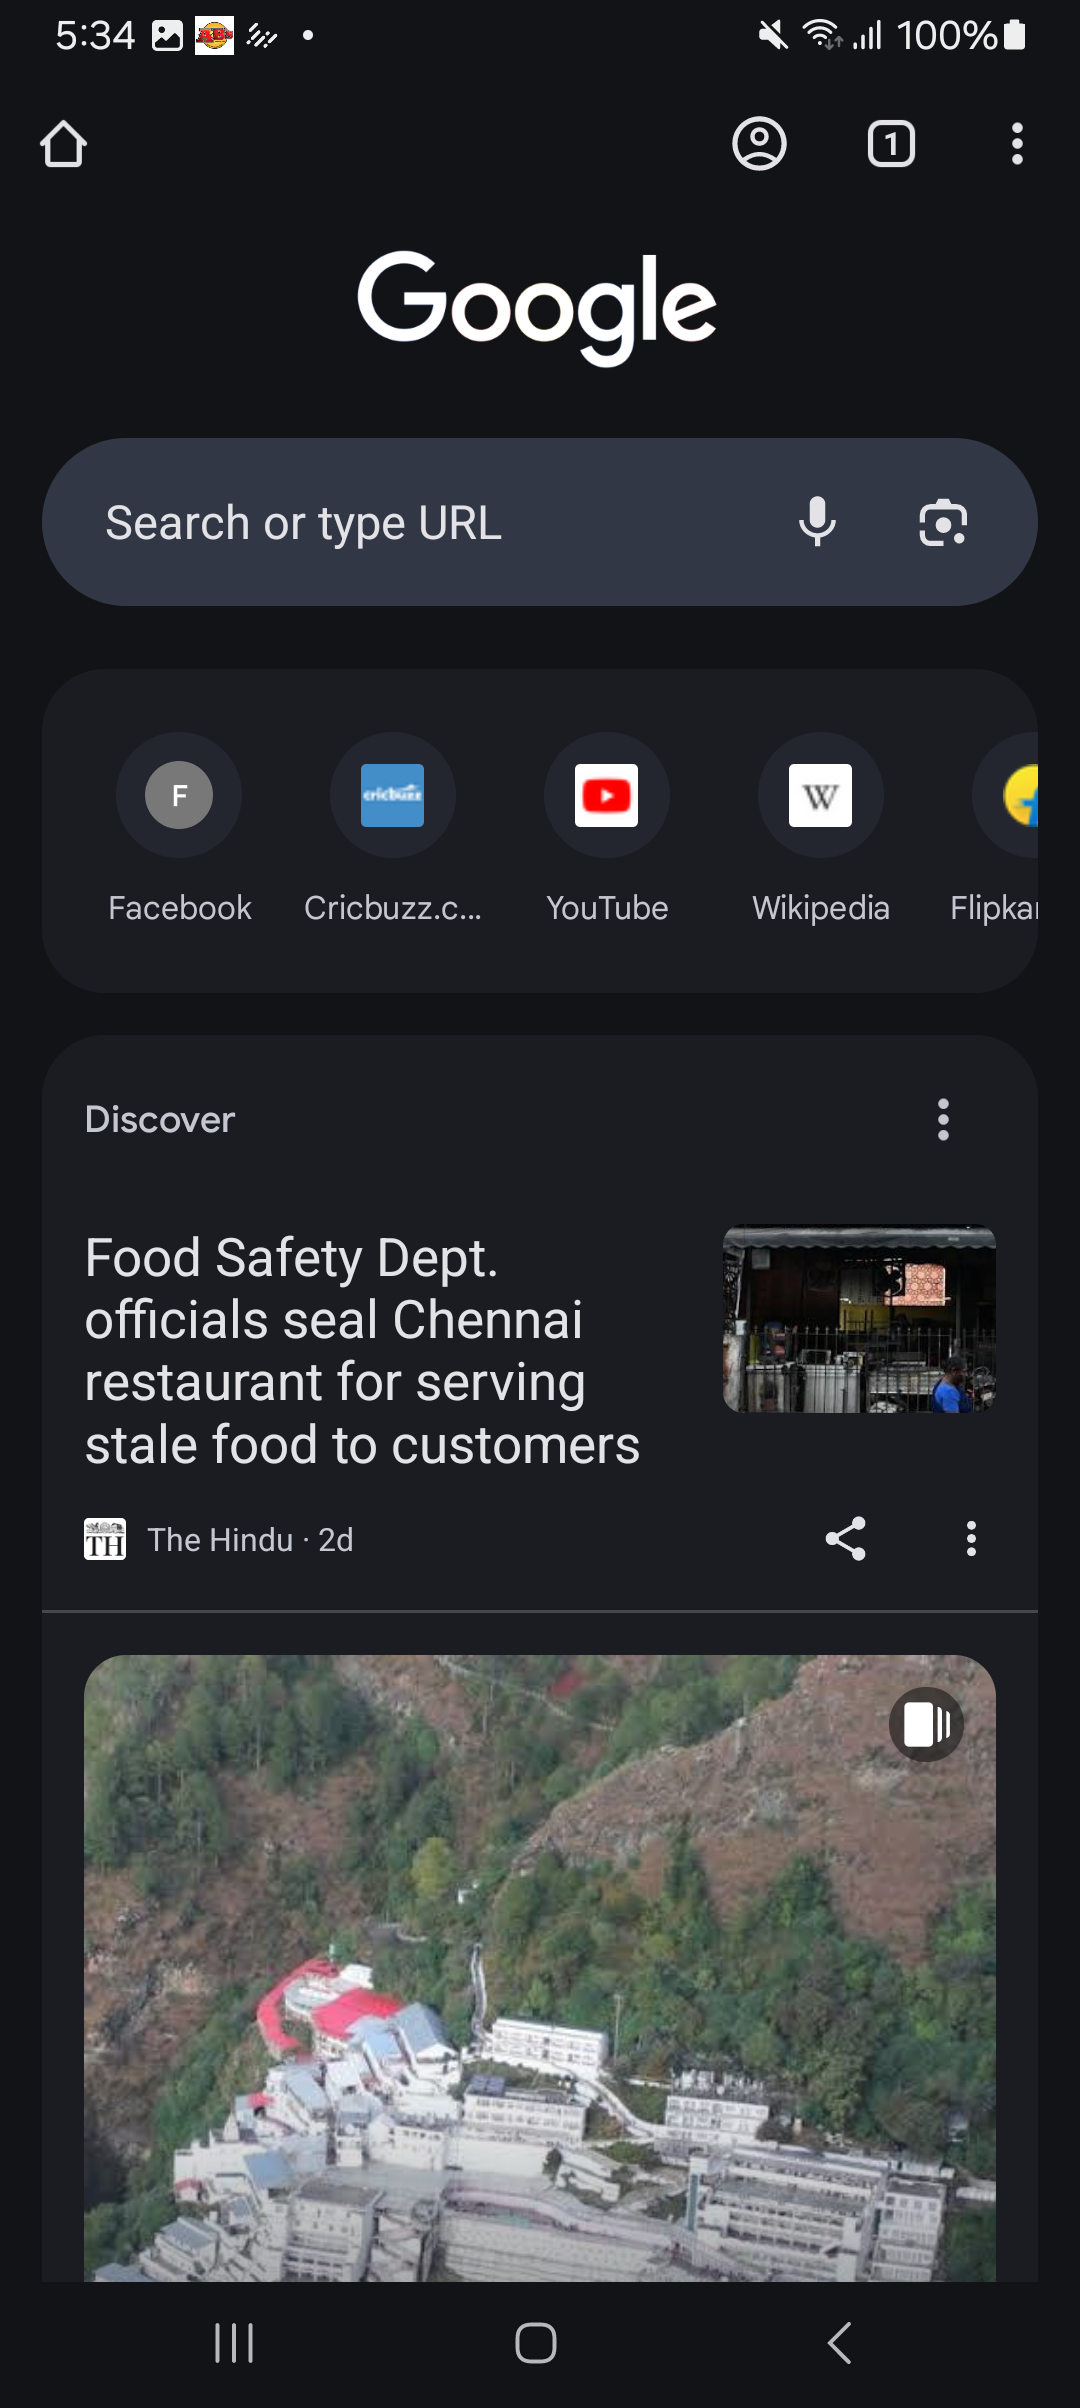 5:34
100%
1
Google
Search or type URL
F
cricbuzz
W
Facebook
Cricbuzz.c...
YouTube
Wikipedia
Discover
Food Safety Dept.
officials seal Chennai
restaurant for serving
stale food to customers
TH
The Hindu · 2d